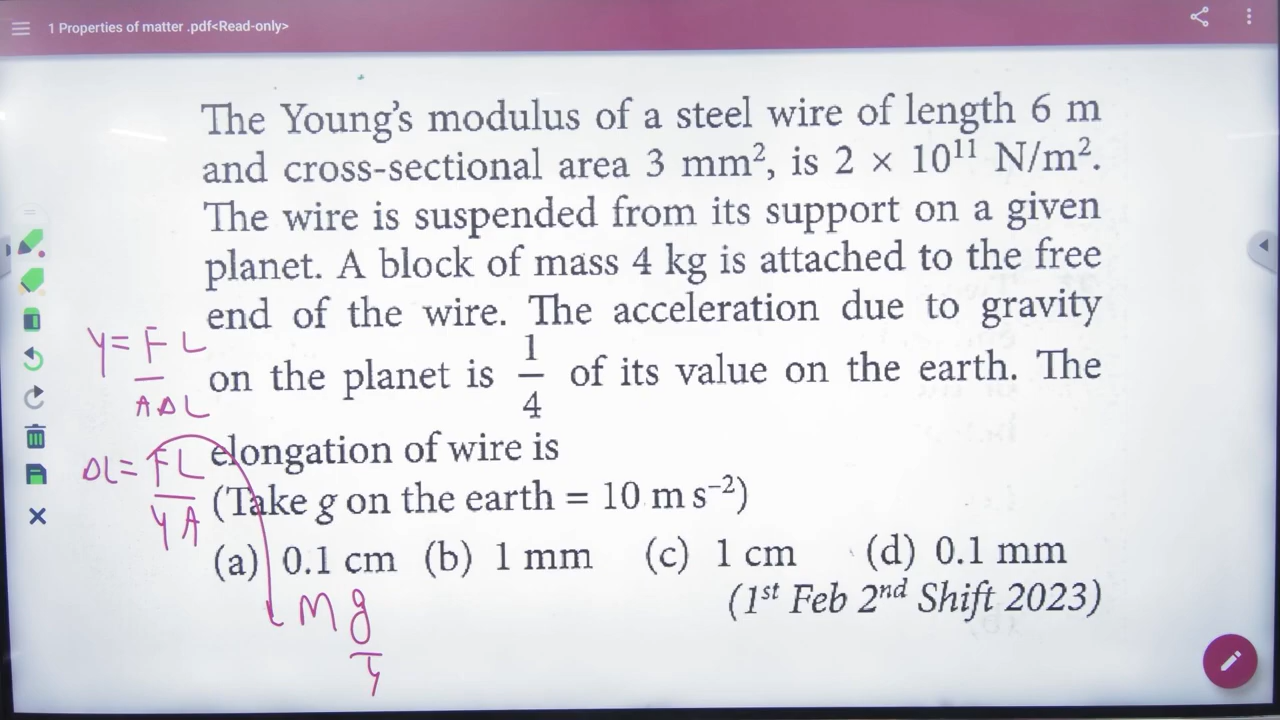 1 Properties of matter .pdf<Read-only>
The Young's modulus of a steel wire of length 6 m
and cross-sectional area 3 mm², is 2 × 10¹¹ N/m².
The wire is suspended from its support on a given
planet. A block of mass 4 kg is attached to the free
end of the wire. The acceleration due to gravity
on the planet is 1/4 of its value on the earth. The
elongation of wire is
(Take g on the earth = 10 m s⁻²)
(a) 0.1 cm (b) 1 mm (c) 1 cm (d) 0.1 mm
(1st Feb 2nd Shift 2023)
Y = FL
A Δ L
ΔL = FL
Y A
Mg